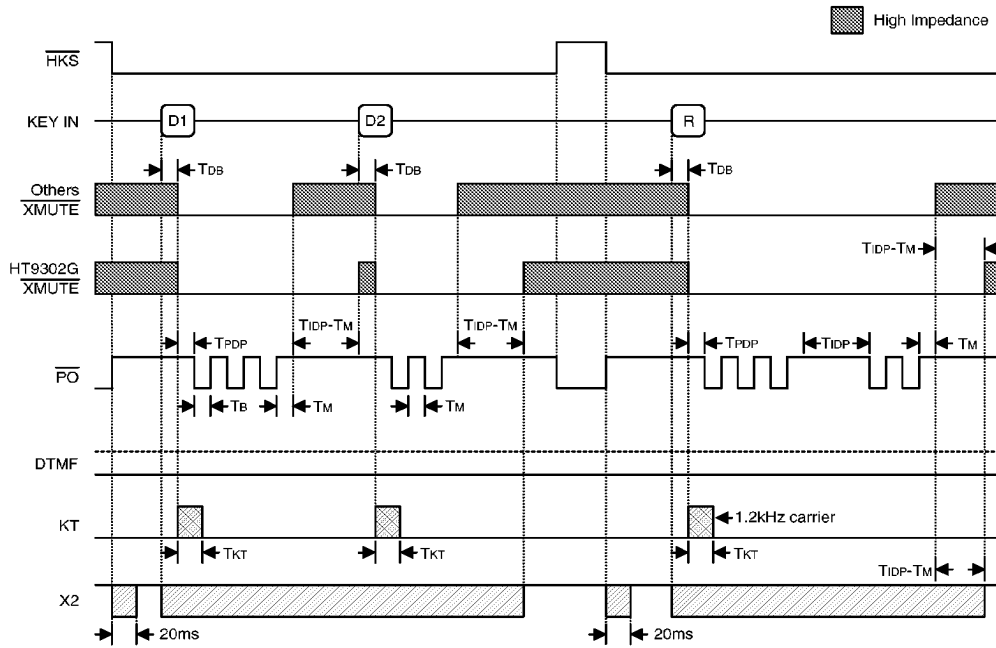 High Impedance
HKS
KEY IN
D1
D2
R
TDB
TDB
TDB
Others
XMUTE
TIDP-TM
HT9302G
XMUTE
TPDP
TIDP-TM
TIDP-TM
TPDP
TIDP
TM
PO
TB
TM
TM
DTMF
KT
1.2kHz carrier
TKT
TKT
TKT
TIDP-TM
X2
20ms
20ms